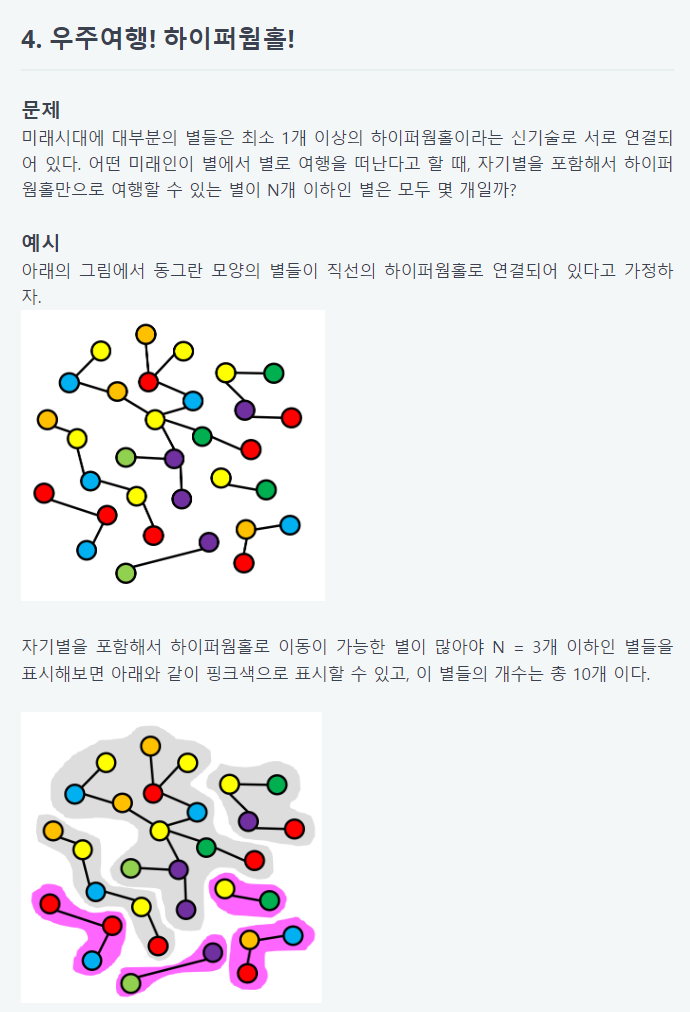 4. 우주여행! 하이퍼웜홀!
문제
미래시대에 대부분의 별들은 최소 1개 이상의 하이퍼웜홀이라는 신기술로 서로 연결되
어 있다. 어떤 미래인이 별에서 별로 여행을 떠난다고 할 때, 자기별을 포함해서 하이퍼
웜홀만으로 여행할 수 있는 별이 N개 이하인 별은 모두 몇 개일까?
예시
아래의 그림에서 동그란 모양의 별들이 직선의 하이퍼웜홀로 연결되어 있다고 가정하
자.
자기별을 포함해서 하이퍼웜홀로 이동이 가능한 별이 많아야 N = 3개 이하인 별들을
표시해보면 아래와 같이 핑크색으로 표시할 수 있고, 이 별들의 개수는 총 10개 이다.